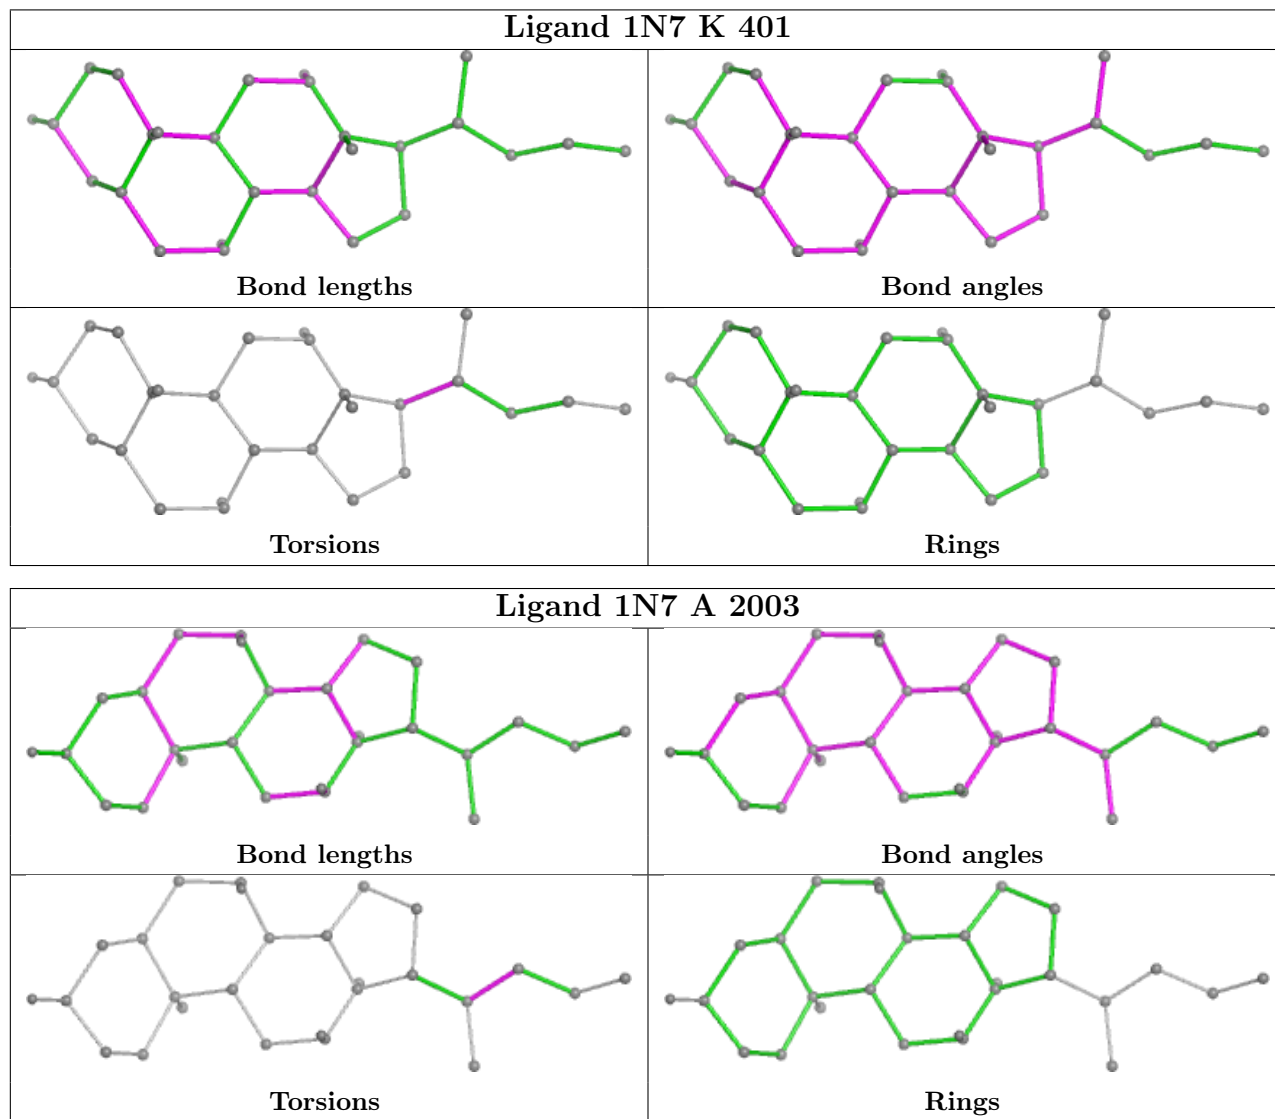 Ligand 1N7 K 401
Bond lengths
Bond angles
Torsions
Rings
Ligand 1N7 A 2003
Bond lengths
Bond angles
Torsions
Rings